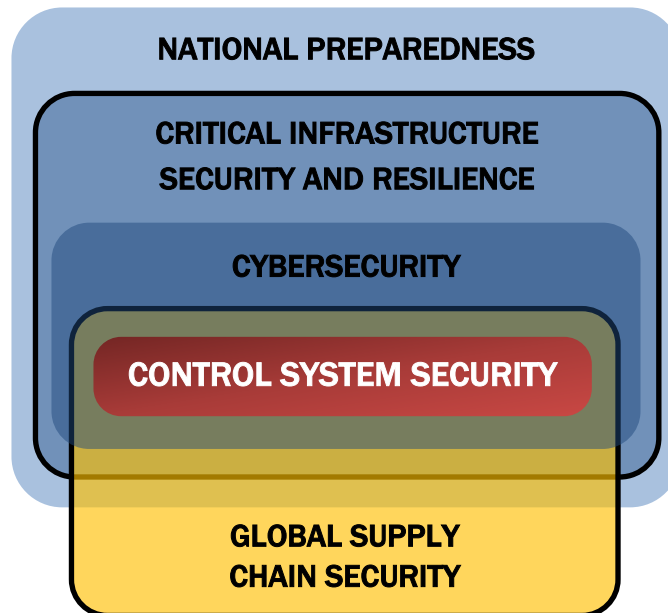 NATIONAL PREPAREDNESS
CRITICAL INFRASTRUCTURE
SECURITY AND RESILIENCE
CYBERSECURITY
CONTROL SYSTEM SECURITY
GLOBAL SUPPLY
CHAIN SECURITY